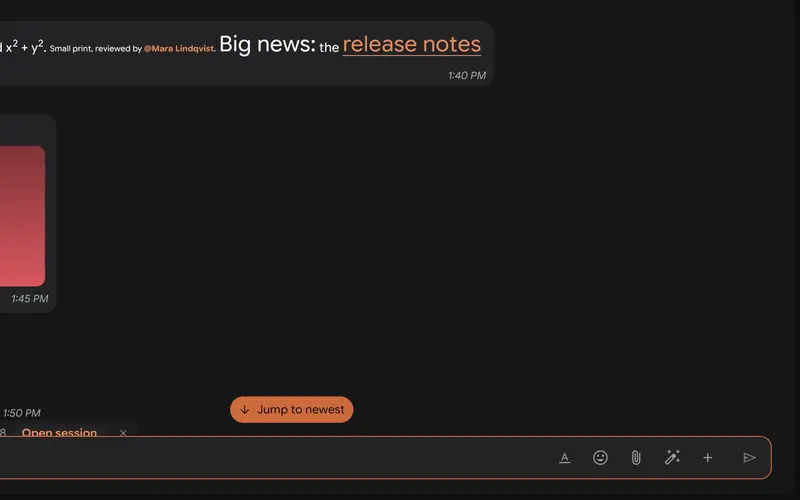 x² + y². Small print, reviewed by @Mara Lindqvist. Big news: the release notes
1:40 PM
1:45 PM
Jump to newest
1:50 PM
8 Open session